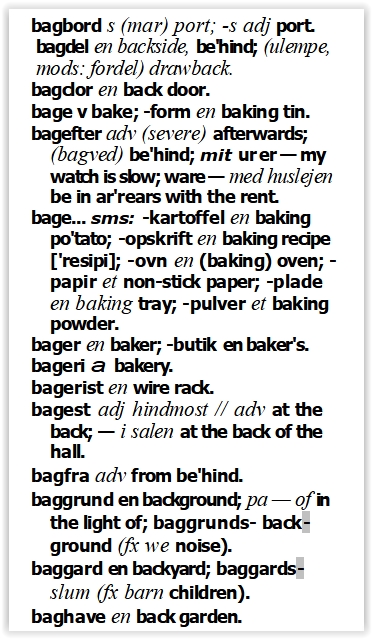 bagbord s (mar) port; -s adj port.
bagdel en backside, be'hind; (ulempe,
mods: fordel) drawback.
bagclor en back door.
bage v bake; -form en baking tin.
bagefter adv (severe) afterwards;
(bagved) be'hind; mit ur er — my
watch is slow; ware — med huslejen
be in ar'rears with the rent.
bage... sms: -kartoffel en baking
po'tato; -opskrift en baking recipe
['resipi]; -ovn en (baking) oven; -
papir et non-stick paper; -plade
en baking tray; -pulver et baking
powder.
bager en baker; -butik en baker's.
bageri a bakery.
bagerist en wire rack.
bagest adj hindmost // adv at the
back; — i salen at the back of the
hall.
bagfra adv from be'hind.
baggrund en background; pa — of in
the light of; baggrunds- back-
ground (fx we noise).
baggard en backyard; baggards-
slum (fx barn children).
baghave en back garden.